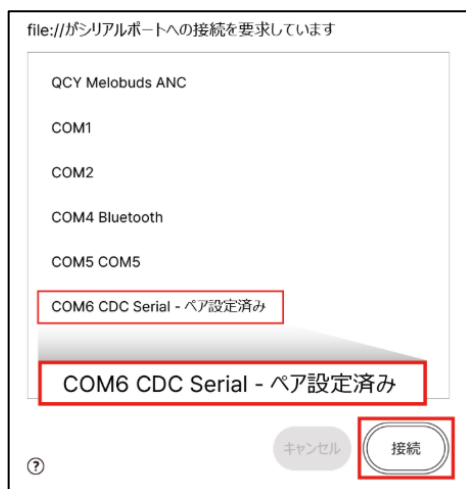 file://がシリアルポートへの接続を要求しています
QCY Melobuds ANC
COM1
COM2
COM4 Bluetooth
COM5 COM5
COM6 CDC Serial - ペア設定済み
COM6 CDC Serial - ペア設定済み
キャンセル
接続
?